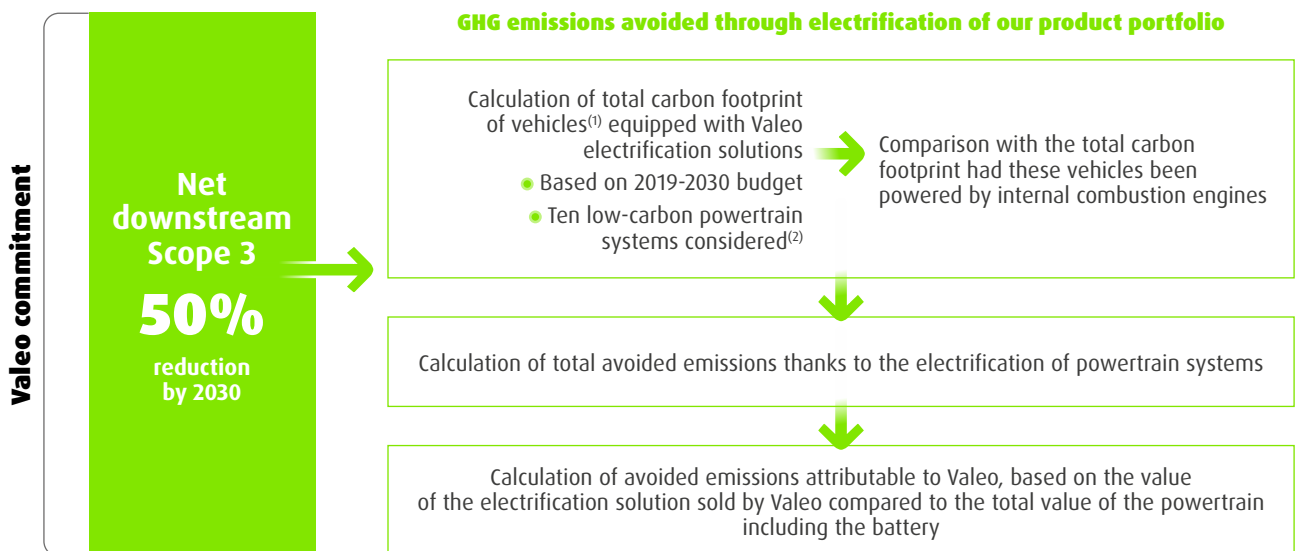 Valeo commitment
Net
downstream
Scope 3
50%
reduction
by 2030
GHG emissions avoided through electrification of our product portfolio
Calculation of total carbon footprint
of vehicles(1) equipped with Valeo
electrification solutions
Based on 2019-2030 budget
Ten low-carbon powertrain
systems considered(2)
Comparison with the total carbon
footprint had these vehicles been
powered by internal combustion engines
Calculation of total avoided emissions thanks to the electrification of powertrain systems
Calculation of avoided emissions attributable to Valeo, based on the value
of the electrification solution sold by Valeo compared to the total value of the powertrain
including the battery